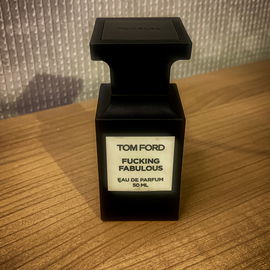 TOM FORD
FUCKING
FABULOUS
EAU DE PARFUM
50 ML